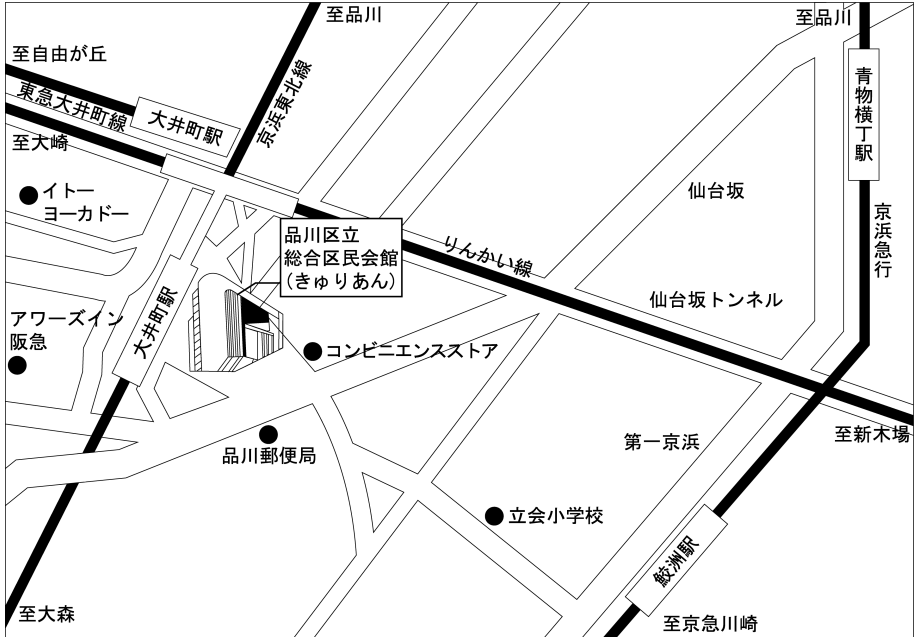 至品川
至品川
至自由が丘
東急大井町線
大井町駅
京浜東北線
青物横丁駅
至大崎
イトー
ヨーカドー
仙台坂
京浜急行
品川区立
総合区民会館
(きゅりあん)
りんかい線
仙台坂トンネル
アワーズイン
阪急
大井町駅
コンビニエンスストア
至新木場
第一京浜
品川郵便局
立会小学校
鮫洲駅
至大森
至京急川崎